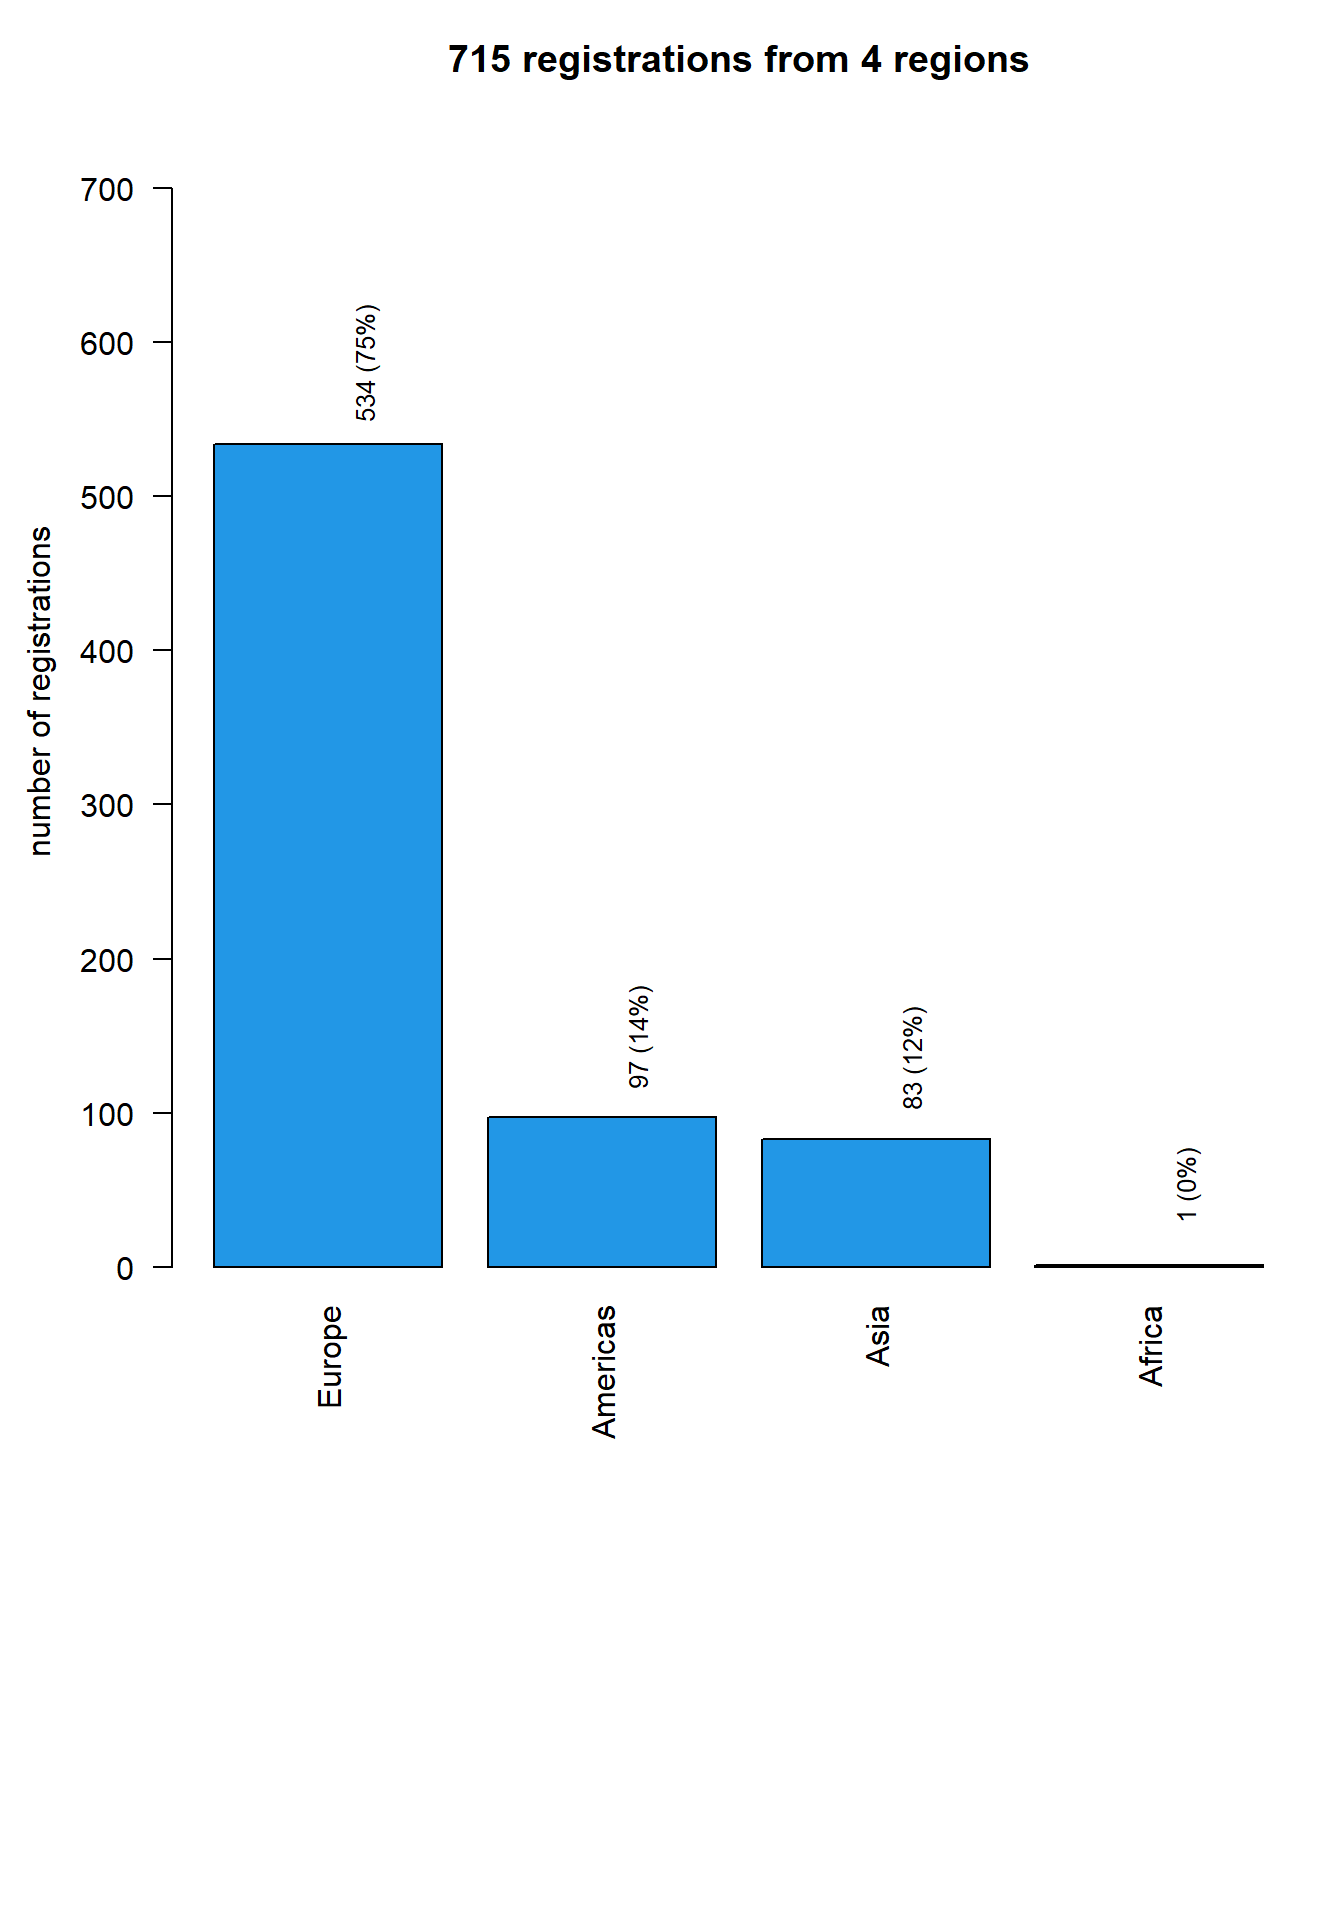 715 registrations from 4 regions
number of registrations
700
600
500
400
300
200
100
0
534 (75%)
97 (14%)
83 (12%)
1 (0%)
Europe
Americas
Asia
Africa